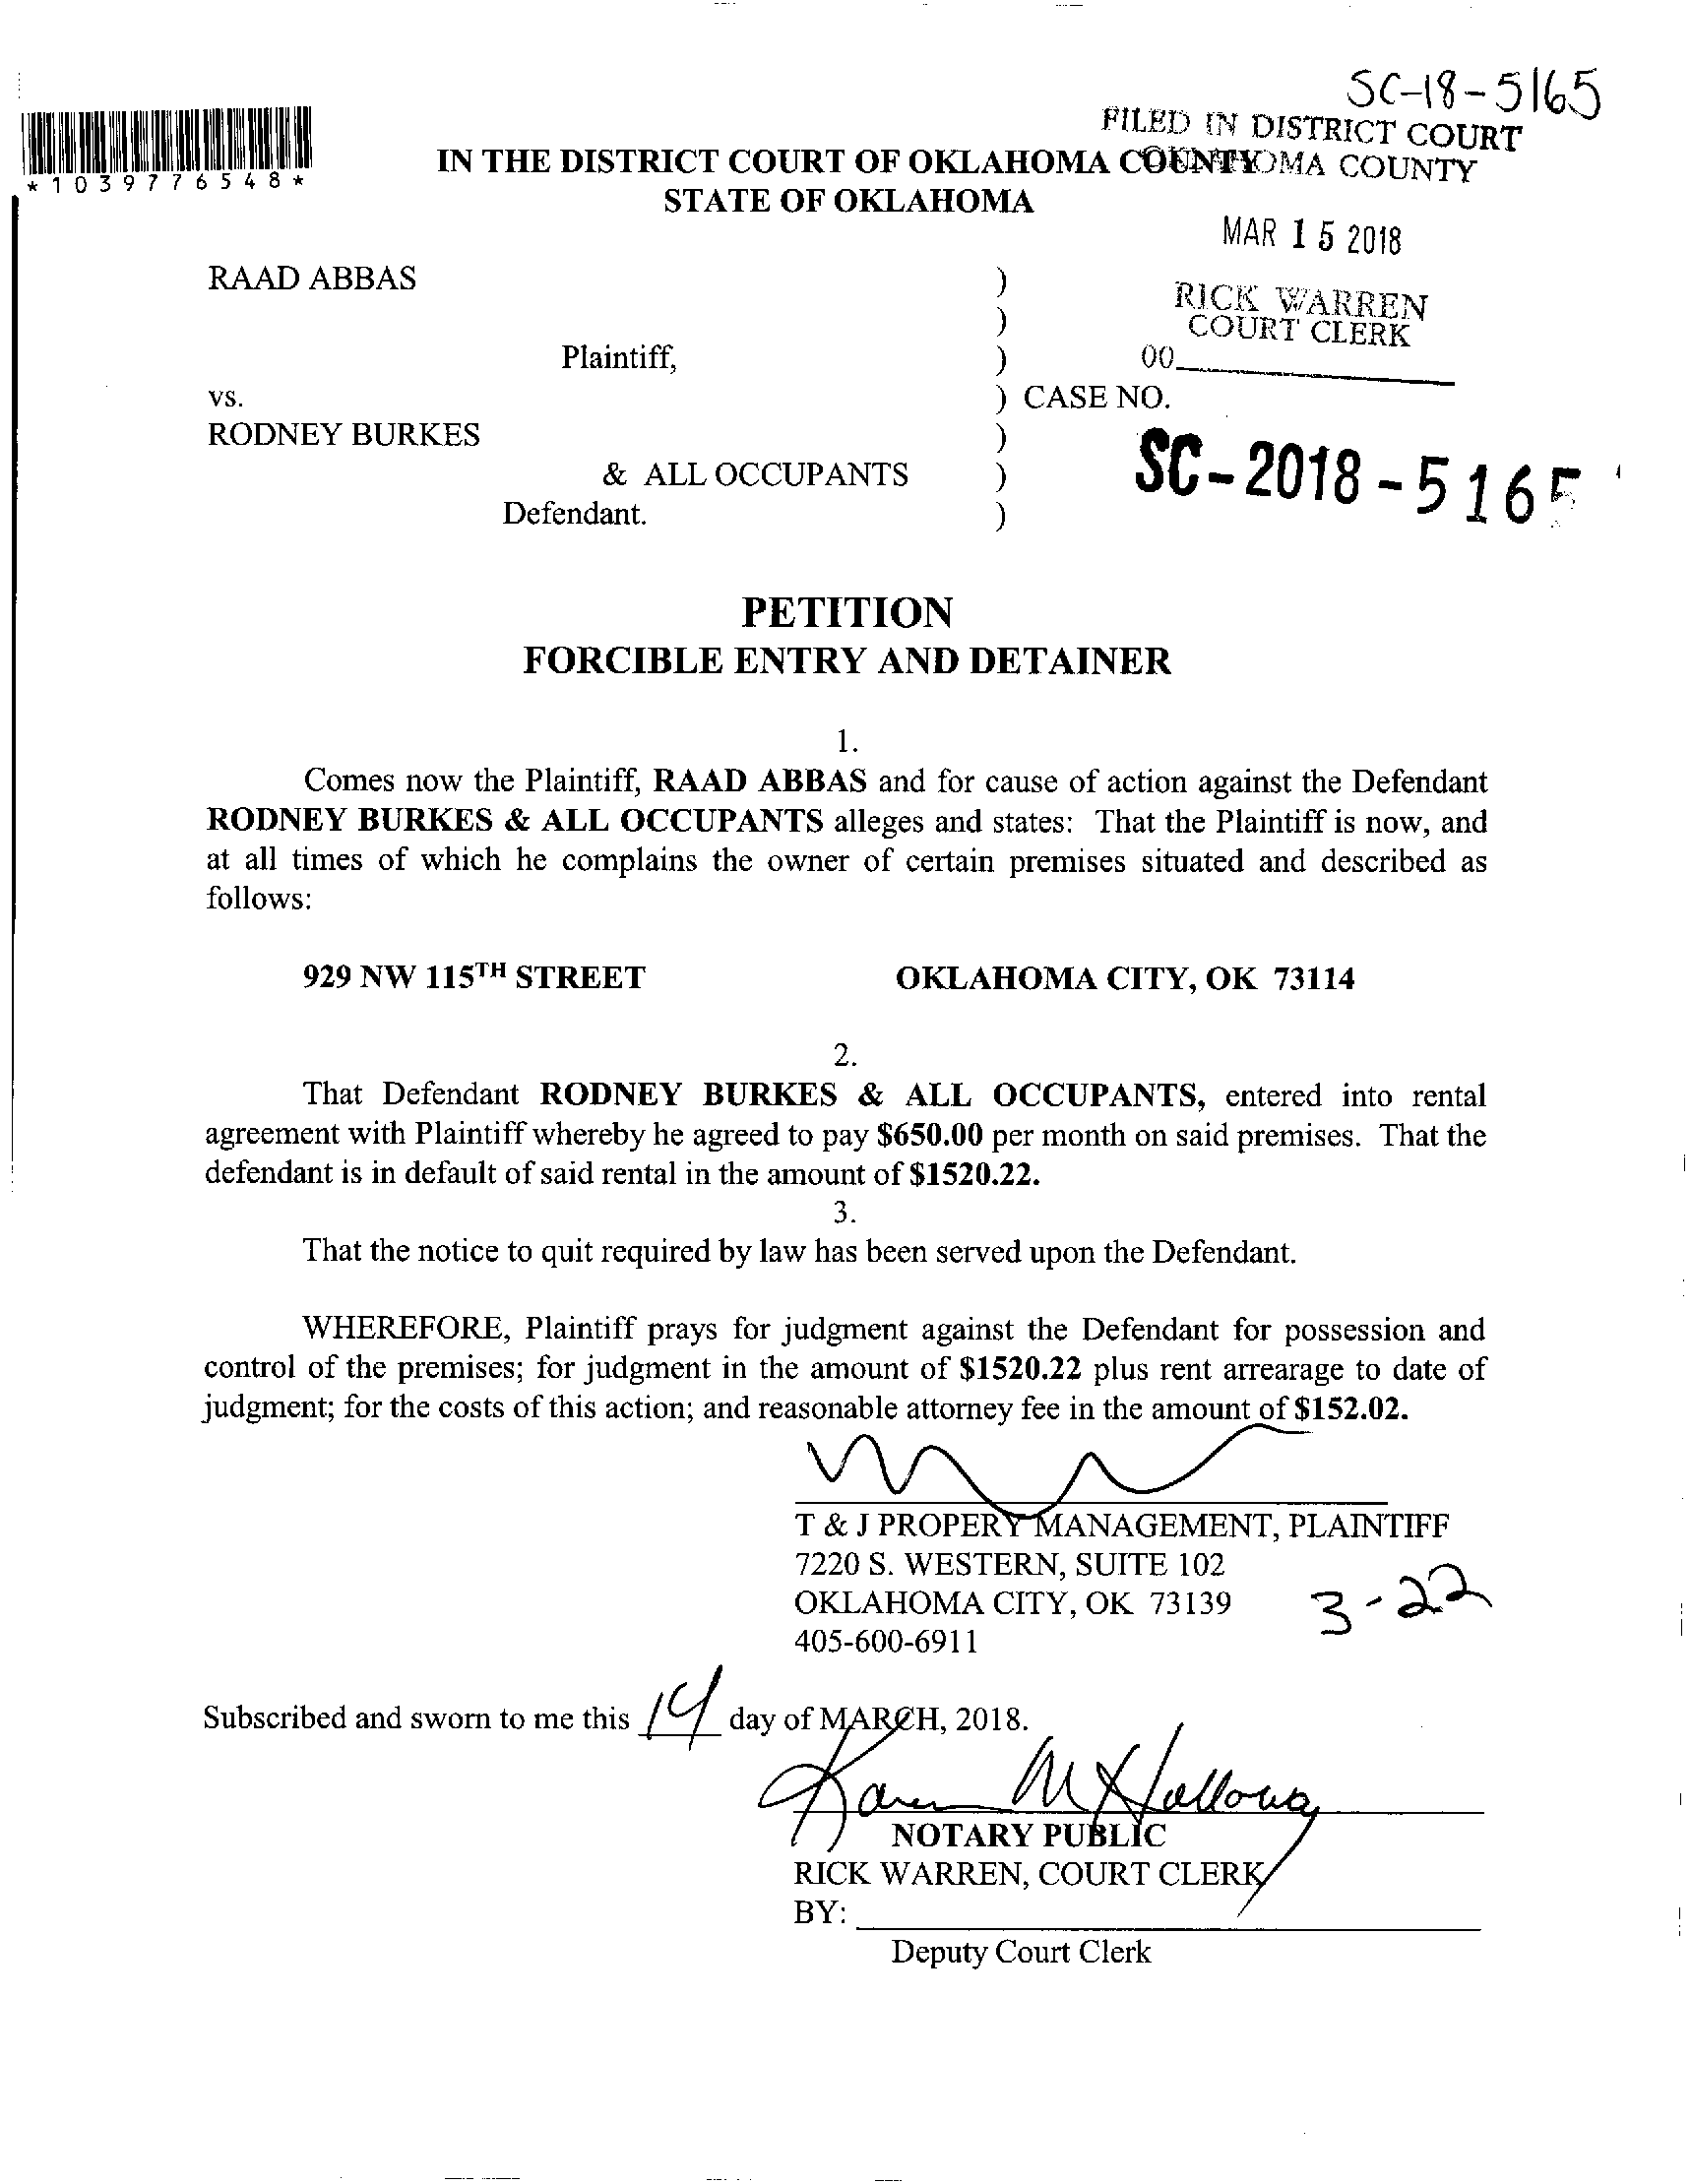 SC-18-5165
FILED IN DISTRICT COURT
*1039776548*
IN THE DISTRICT COURT OF OKLAHOMA COUNTY
OMA COUNTY
STATE OF OKLAHOMA
MAR 15 2018
RAAD ABBAS )
RICK WARREN
) COURT CLERK
Plaintiff, ) 00
vs. ) CASE NO.
RODNEY BURKES )
& ALL OCCUPANTS ) SC-2018-5165
Defendant. )
PETITION
FORCIBLE ENTRY AND DETAINER
1.
Comes now the Plaintiff, RAAD ABBAS and for cause of action against the Defendant
RODNEY BURKES & ALL OCCUPANTS alleges and states: That the Plaintiff is now, and
at all times of which he complains the owner of certain premises situated and described as
follows:
929 NW 115TH STREET OKLAHOMA CITY, OK 73114
2.
That Defendant RODNEY BURKES & ALL OCCUPANTS, entered into rental
agreement with Plaintiff whereby he agreed to pay $650.00 per month on said premises. That the
defendant is in default of said rental in the amount of $1520.22.
3.
That the notice to quit required by law has been served upon the Defendant.
WHEREFORE, Plaintiff prays for judgment against the Defendant for possession and
control of the premises; for judgment in the amount of $1520.22 plus rent arrearage to date of
judgment; for the costs of this action; and reasonable attorney fee in the amount of $152.02.
T & J PROPERY MANAGEMENT, PLAINTIFF
7220 S. WESTERN, SUITE 102
OKLAHOMA CITY, OK 73139 3-22
405-600-6911
Subscribed and sworn to me this 14 day of MARCH, 2018.
Karen M Holloway
NOTARY PUBLIC
RICK WARREN, COURT CLERK
BY:
Deputy Court Clerk